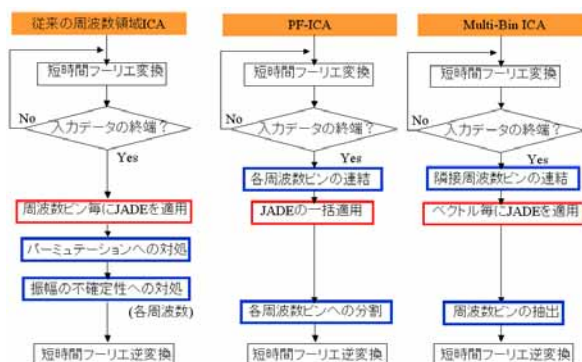 従来の周波数領域ICA
短時間フーリエ変換
No
入力データの終端？
Yes
周波数ビン毎にJADEを適用
パーミュテーションへの対処
振幅の不確定性への対処
(各周波数)
短時間フーリエ逆変換
PF-ICA
短時間フーリエ変換
No
入力データの終端？
Yes
各周波数ビンの連結
JADEの一括適用
各周波数ビンへの分割
短時間フーリエ逆変換
Multi-Bin ICA
短時間フーリエ変換
No
入力データの終端？
Yes
隣接周波数ビンの連結
ベクトル毎にJADEを適用
周波数ビンの抽出
短時間フーリエ逆変換